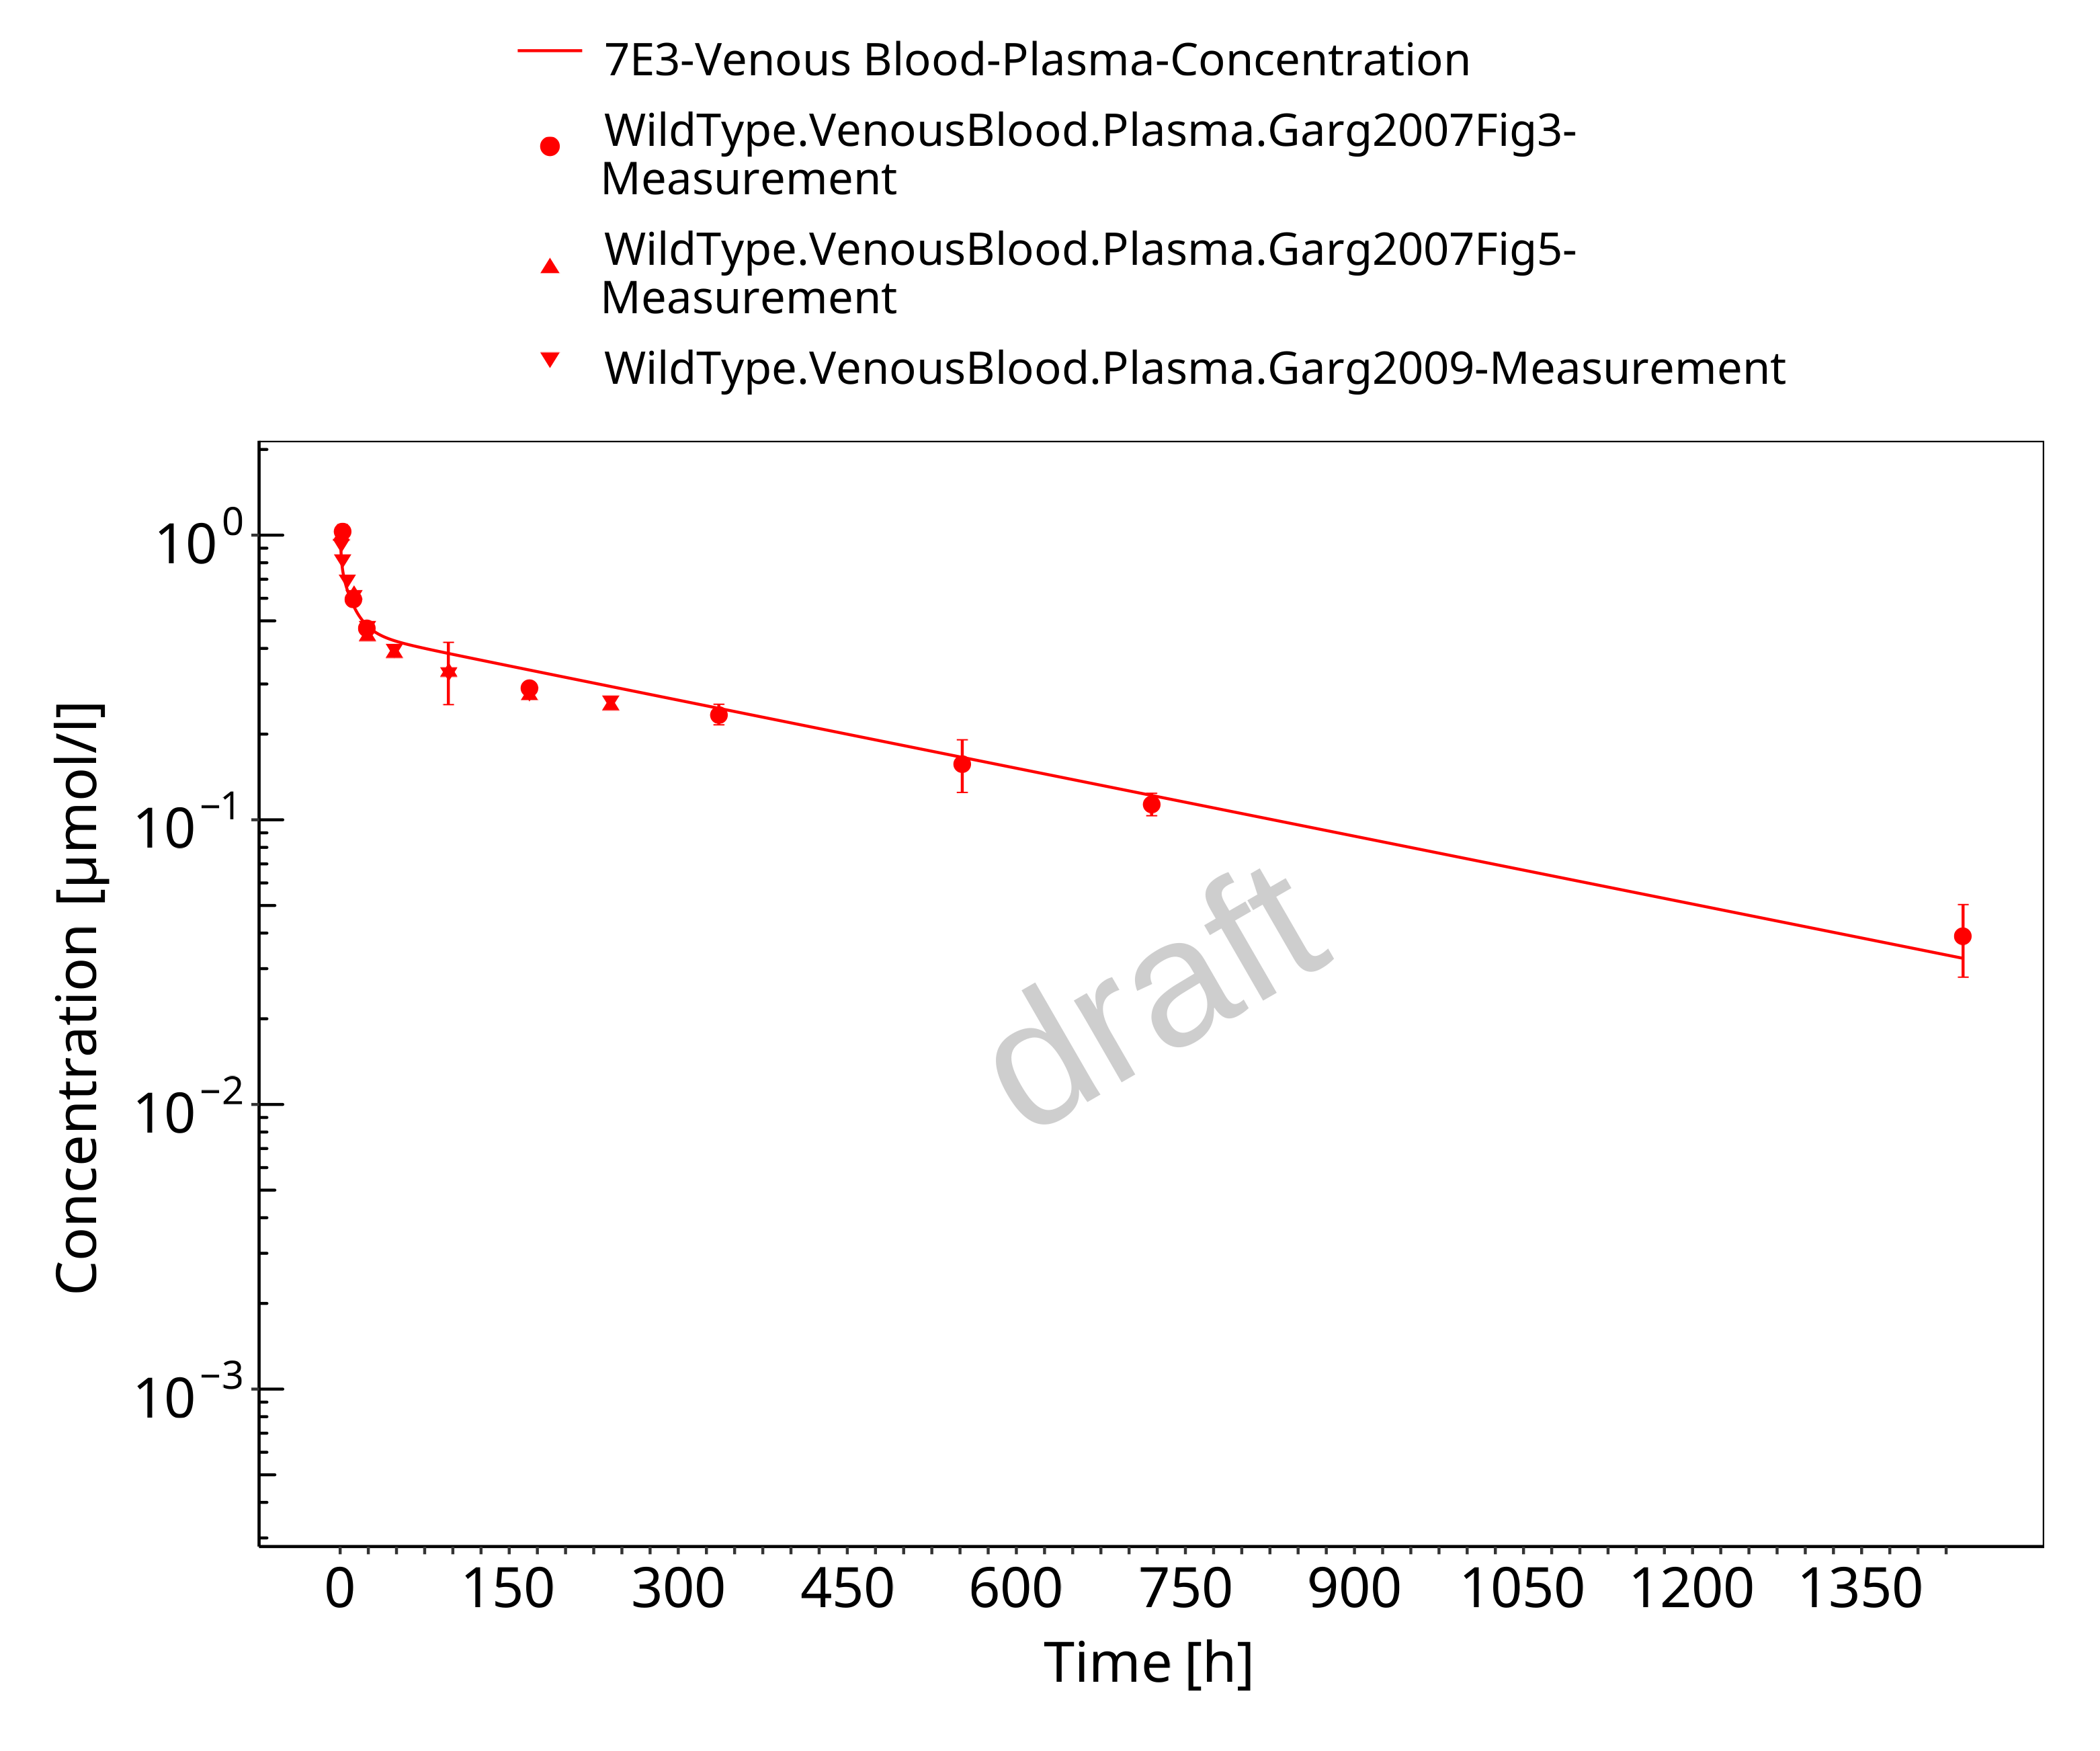 7E3-Venous Blood-Plasma-Concentration
WildType.VenousBlood.Plasma.Garg2007Fig3-
Measurement
WildType.VenousBlood.Plasma.Garg2007Fig5-
Measurement
WildType.VenousBlood.Plasma.Garg2009-Measurement
Concentration [µmol/l]
10⁰
10⁻¹
10⁻²
10⁻³
draft
0 150 300 450 600 750 900 1050 1200 1350
Time [h]